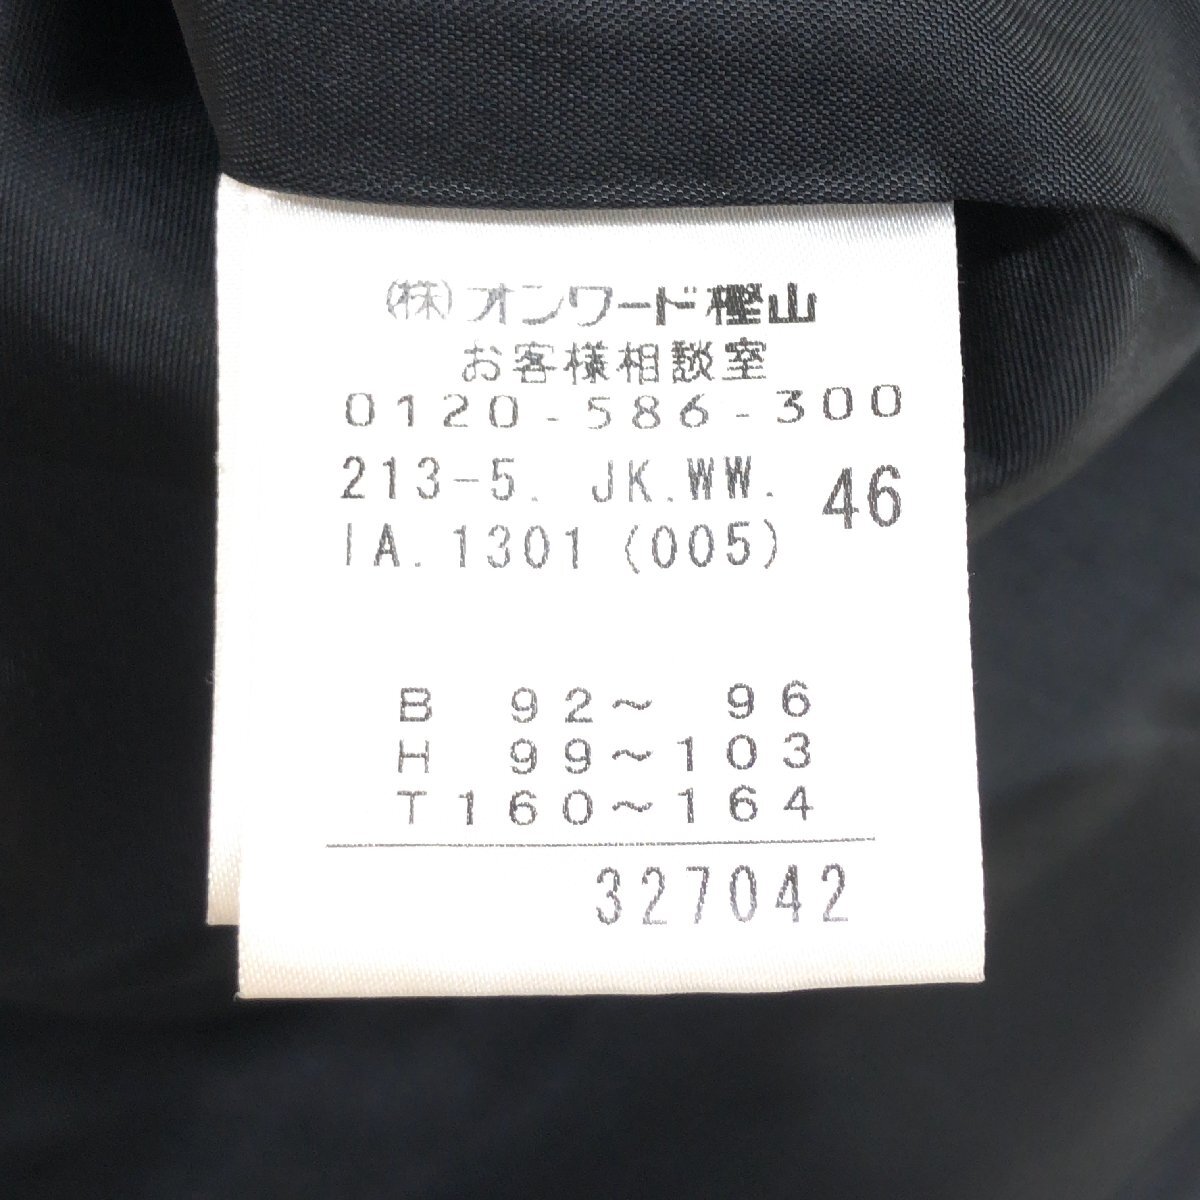 (株)オンワード樫山
お客様相談室
0120-586-300
213-5. JK.WW. 46
IA.1301(005)
B 92〜 96
H 99〜103
T160〜164
327042